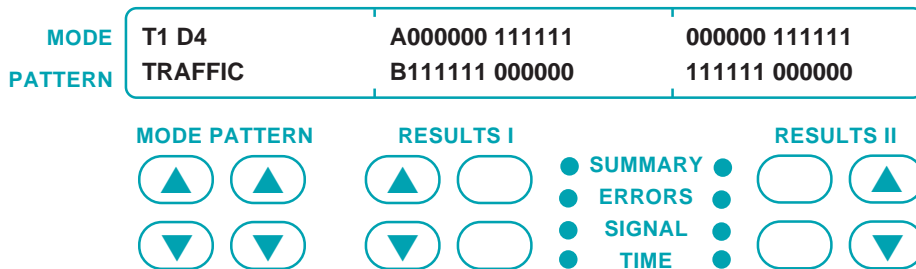 MODE T1 D4 A000000 111111 000000 111111
PATTERN TRAFFIC B111111 000000 111111 000000
MODE PATTERN RESULTS I RESULTS II
SUMMARY
ERRORS
SIGNAL
TIME